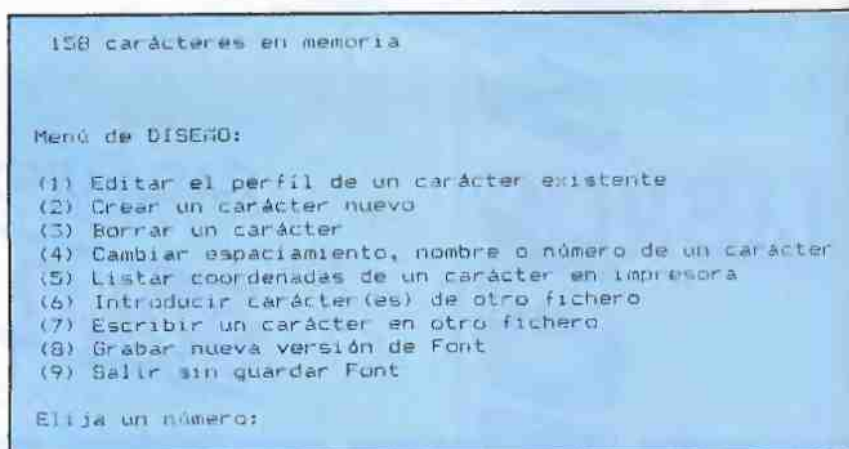 158 carácteres en memoria
Menú de DISEÑO:
(1) Editar el perfíl de un carácter existente
(2) Crear un carácter nuevo
(3) Borrar un carácter
(4) Cambiar espaciamiento, nombre o número de un carácter
(5) Listar coordenadas de un carácter en impresora
(6) Introducir carácter(es) de otro fichero
(7) Escribir un carácter en otro fichero
(8) Grabar nueva versión de Font
(9) Salir sin guardar Font
Elija un número: